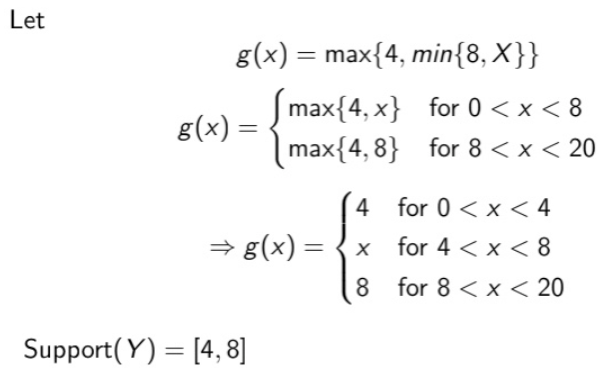 Let
g(x) = max{4, min{8, X}}
g(x) = { max{4, x} for 0 < x < 8
max{4, 8} for 8 < x < 20
⇒ g(x) = { 4 for 0 < x < 4
x for 4 < x < 8
8 for 8 < x < 20
Support(Y) = [4, 8]